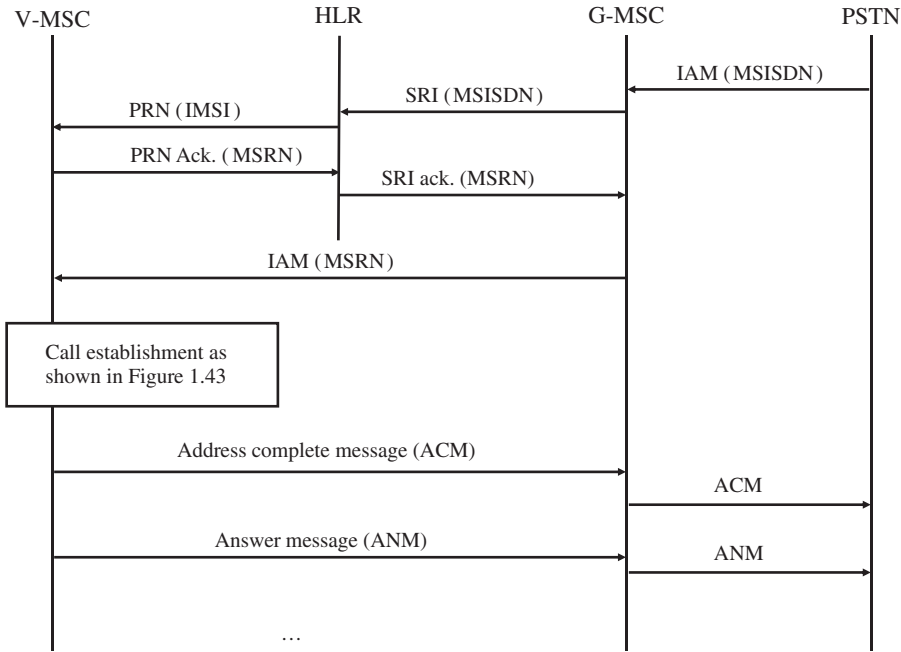 V-MSC HLR G-MSC PSTN
IAM (MSISDN)
SRI (MSISDN)
PRN (IMSI)
PRN Ack. (MSRN)
SRI ack. (MSRN)
IAM (MSRN)
Call establishment as
shown in Figure 1.43
Address complete message (ACM)
ACM
Answer message (ANM)
ANM
…